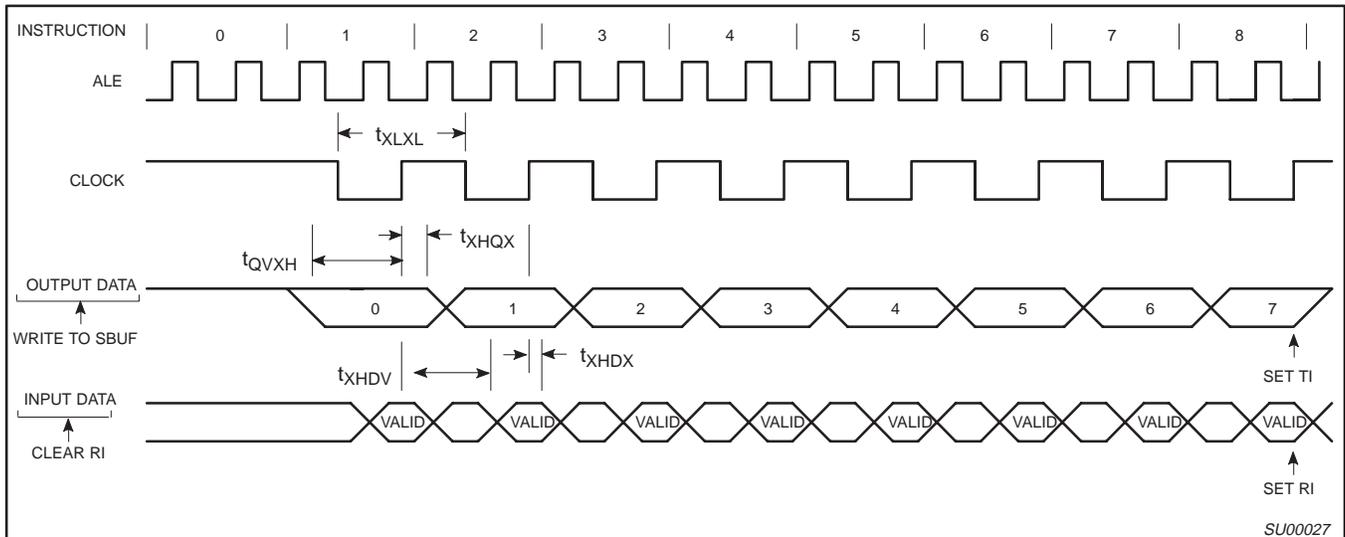 INSTRUCTION 0 1 2 3 4 5 6 7 8
ALE
tXLXL
CLOCK
tXHQX
tQVXH
OUTPUT DATA
0 1 2 3 4 5 6 7
WRITE TO SBUF
tXHDX
tXHDV
SET TI
INPUT DATA
VALID VALID VALID VALID VALID VALID VALID VALID
CLEAR RI
SET RI
SU00027